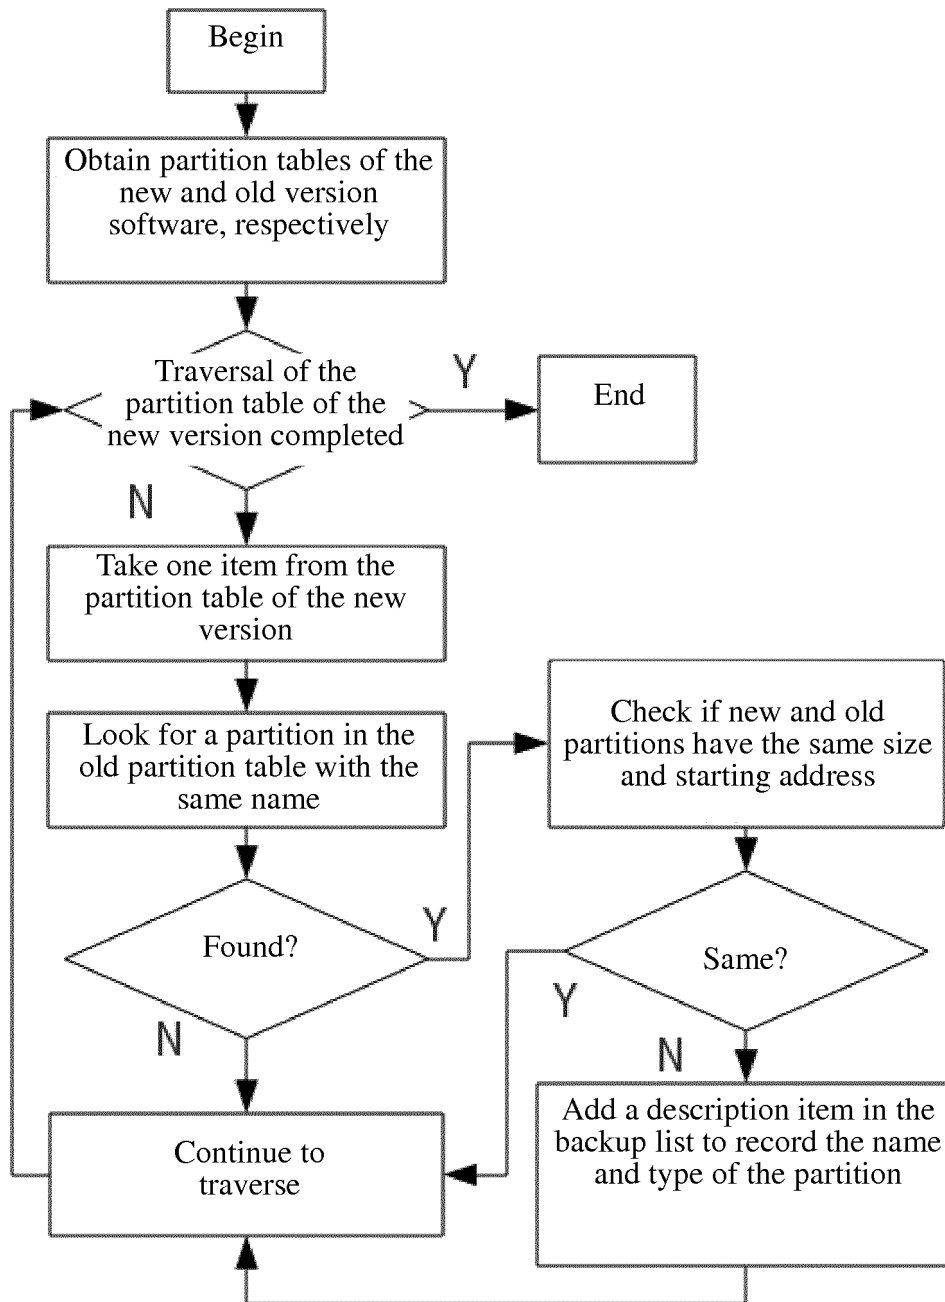 Begin
Obtain partition tables of the
new and old version
software, respectively
Traversal of the
partition table of the
new version completed
Y
End
N
Take one item from the
partition table of the new
version
Look for a partition in the
old partition table with the
same name
Check if new and old
partitions have the same size
and starting address
Found?
Y
N
Same?
Y
N
Continue to
traverse
Add a description item in the
backup list to record the name
and type of the partition